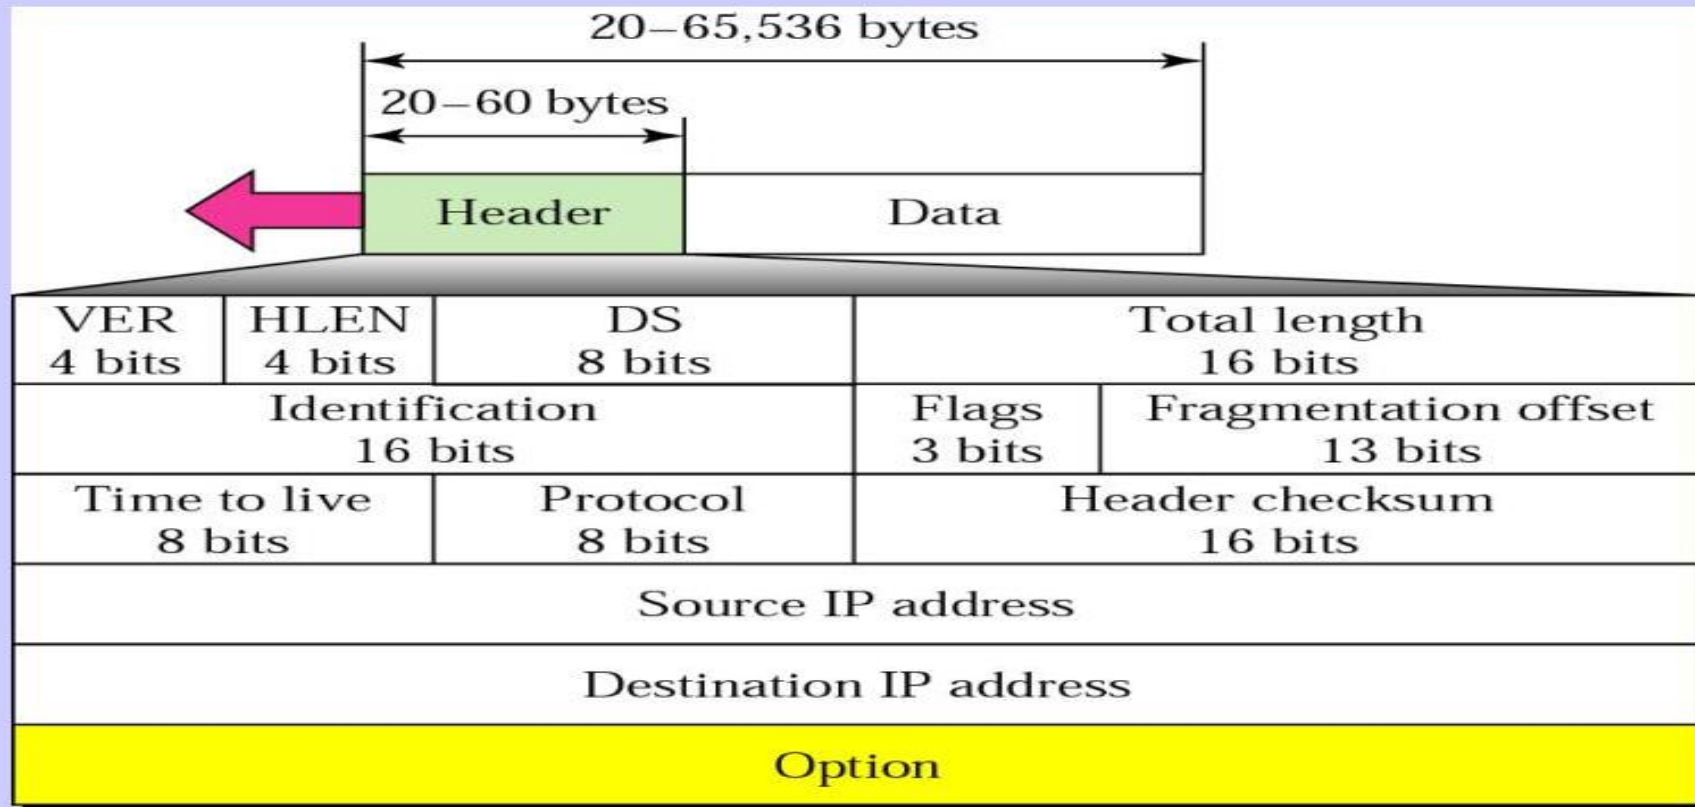 20–65,536 bytes
20–60 bytes
Header
Data
VER
4 bits
HLEN
4 bits
DS
8 bits
Total length
16 bits
Identification
16 bits
Flags
3 bits
Fragmentation offset
13 bits
Time to live
8 bits
Protocol
8 bits
Header checksum
16 bits
Source IP address
Destination IP address
Option